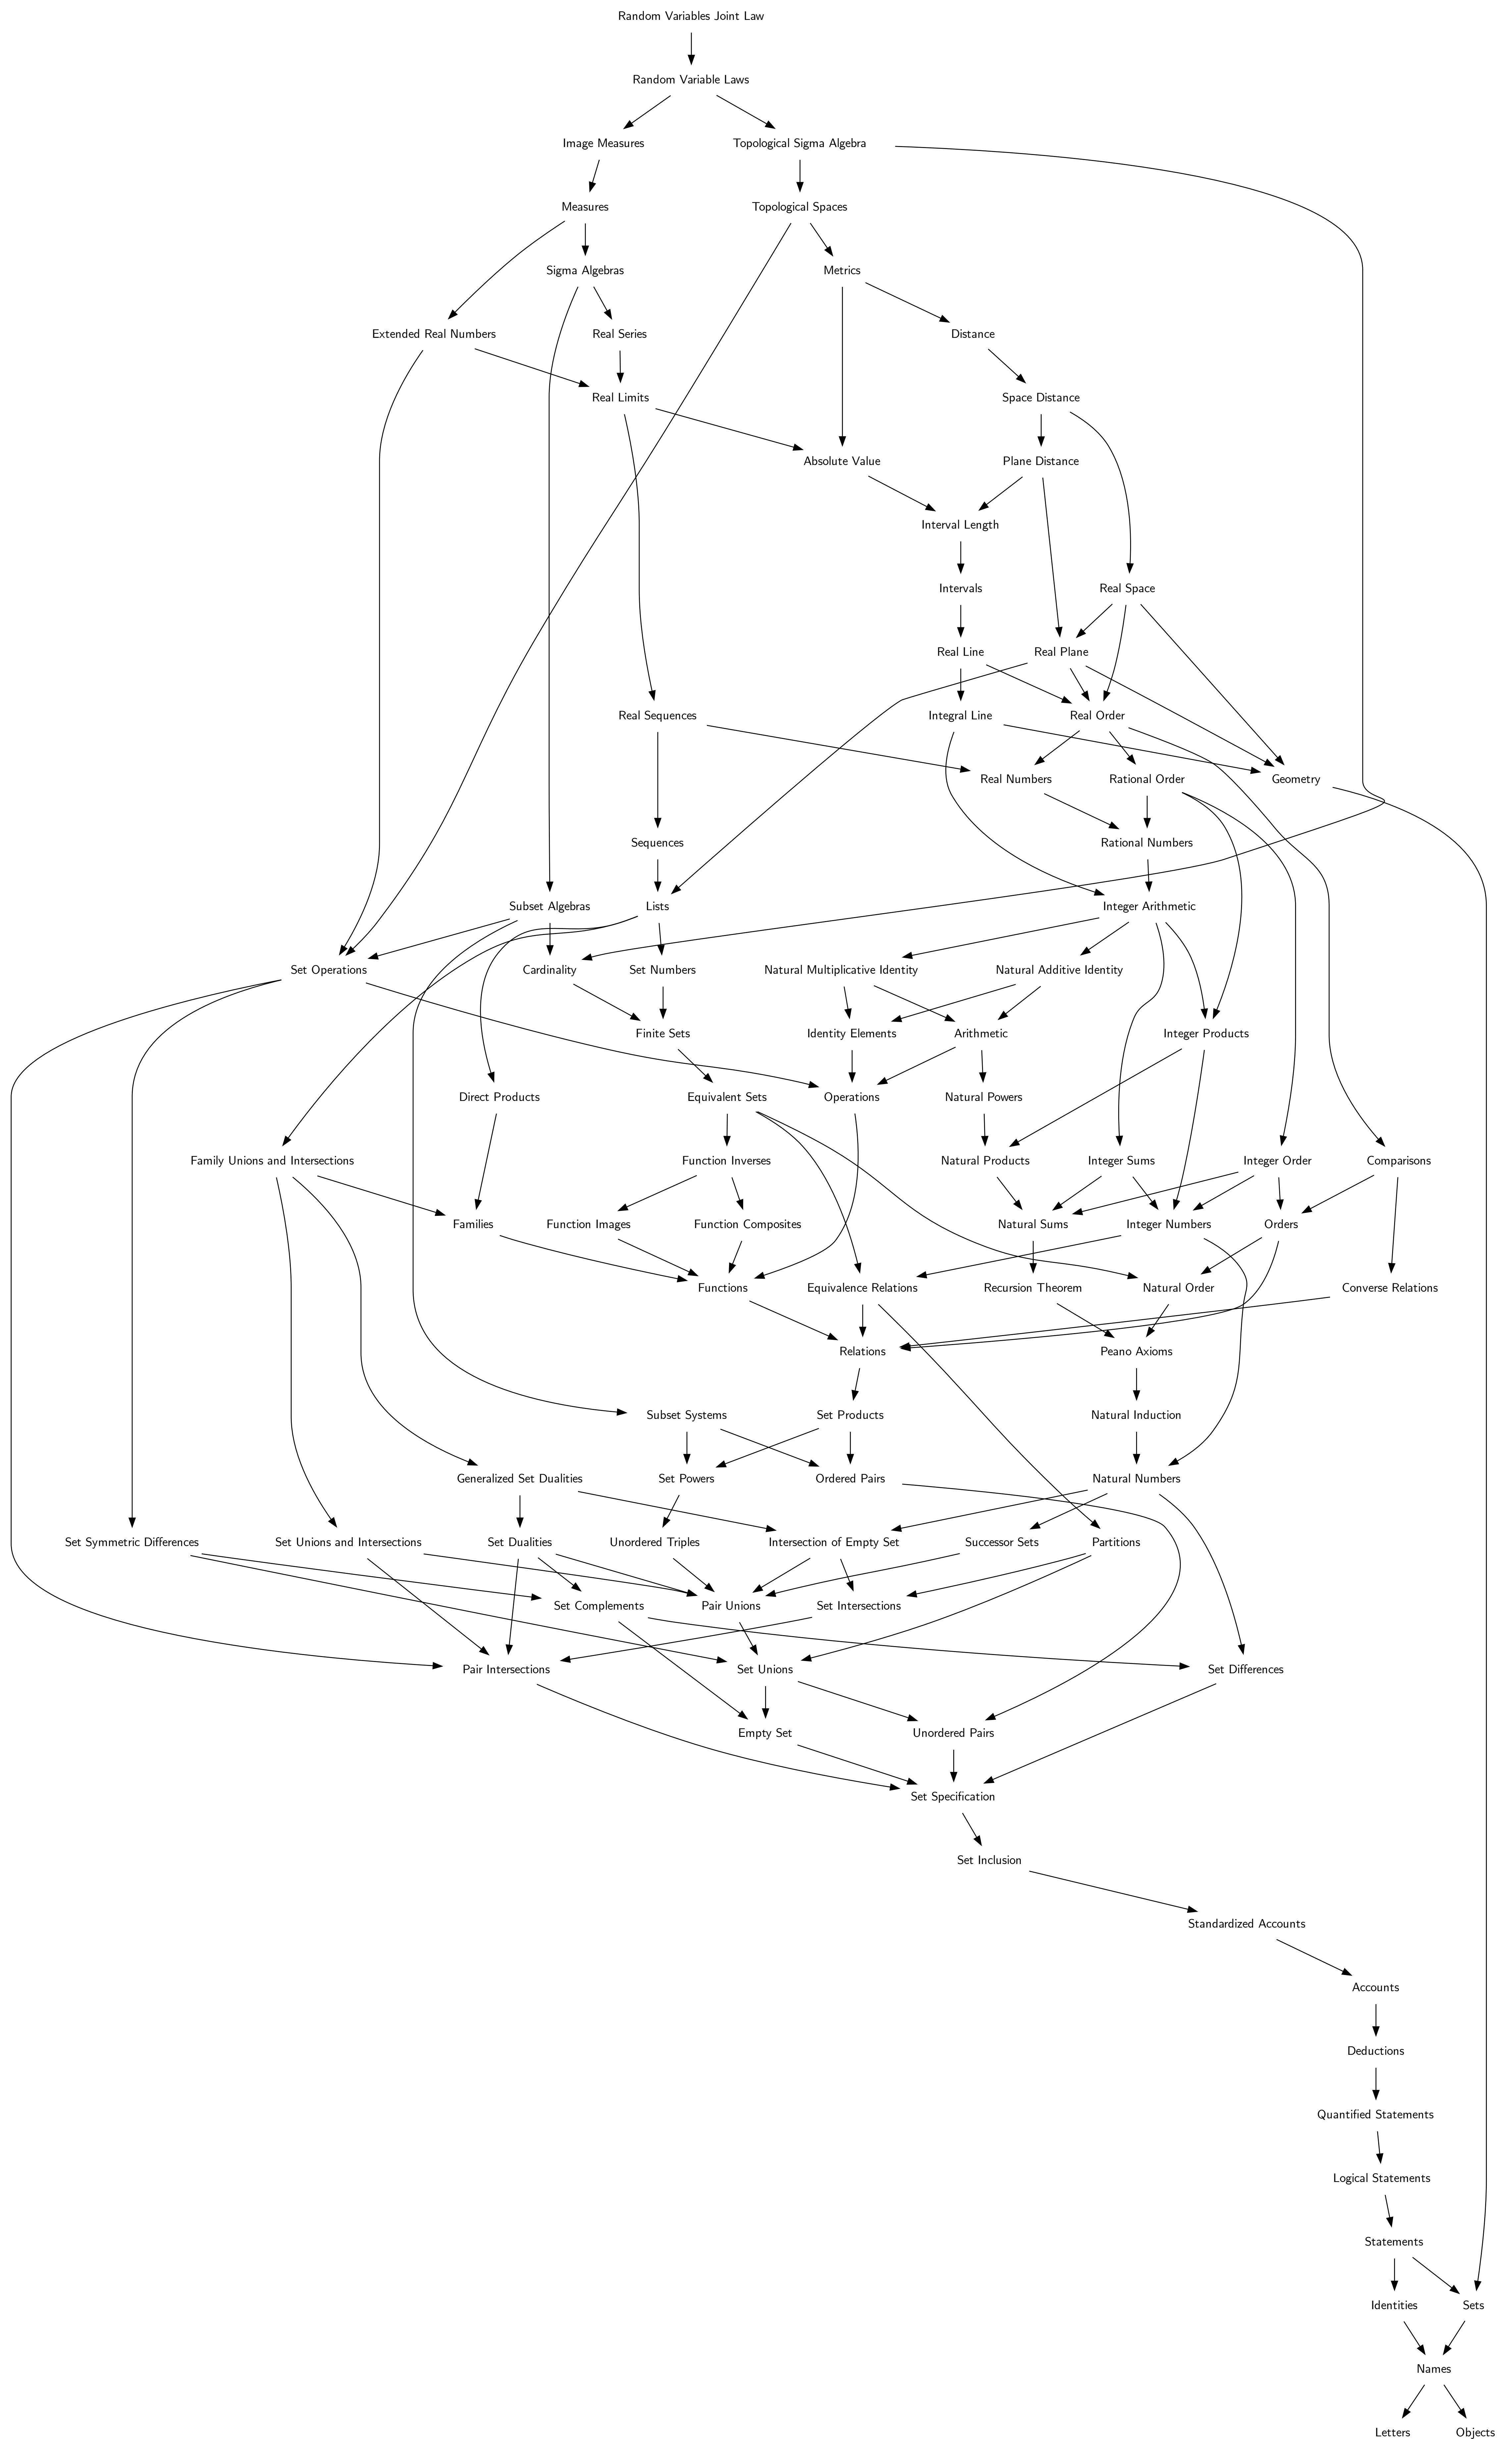 Random Variables Joint Law
Random Variable Laws
Image Measures
Topological Sigma Algebra
Measures
Topological Spaces
Sigma Algebras
Metrics
Extended Real Numbers
Real Series
Distance
Real Limits
Space Distance
Absolute Value
Plane Distance
Interval Length
Intervals
Real Space
Real Line
Real Plane
Real Sequences
Integral Line
Real Order
Real Numbers
Rational Order
Geometry
Sequences
Rational Numbers
Subset Algebras
Lists
Integer Arithmetic
Set Operations
Cardinality
Set Numbers
Natural Multiplicative Identity
Natural Additive Identity
Finite Sets
Identity Elements
Arithmetic
Integer Products
Direct Products
Equivalent Sets
Operations
Natural Powers
Family Unions and Intersections
Function Inverses
Natural Products
Integer Sums
Integer Order
Comparisons
Families
Function Images
Function Composites
Natural Sums
Integer Numbers
Orders
Functions
Equivalence Relations
Recursion Theorem
Natural Order
Converse Relations
Relations
Peano Axioms
Subset Systems
Set Products
Natural Induction
Generalized Set Dualities
Set Powers
Ordered Pairs
Natural Numbers
Set Symmetric Differences
Set Unions and Intersections
Set Dualities
Unordered Triples
Intersection of Empty Set
Successor Sets
Partitions
Set Complements
Pair Unions
Set Intersections
Pair Intersections
Set Unions
Set Differences
Empty Set
Unordered Pairs
Set Specification
Set Inclusion
Standardized Accounts
Accounts
Deductions
Quantified Statements
Logical Statements
Statements
Identities
Sets
Names
Letters
Objects